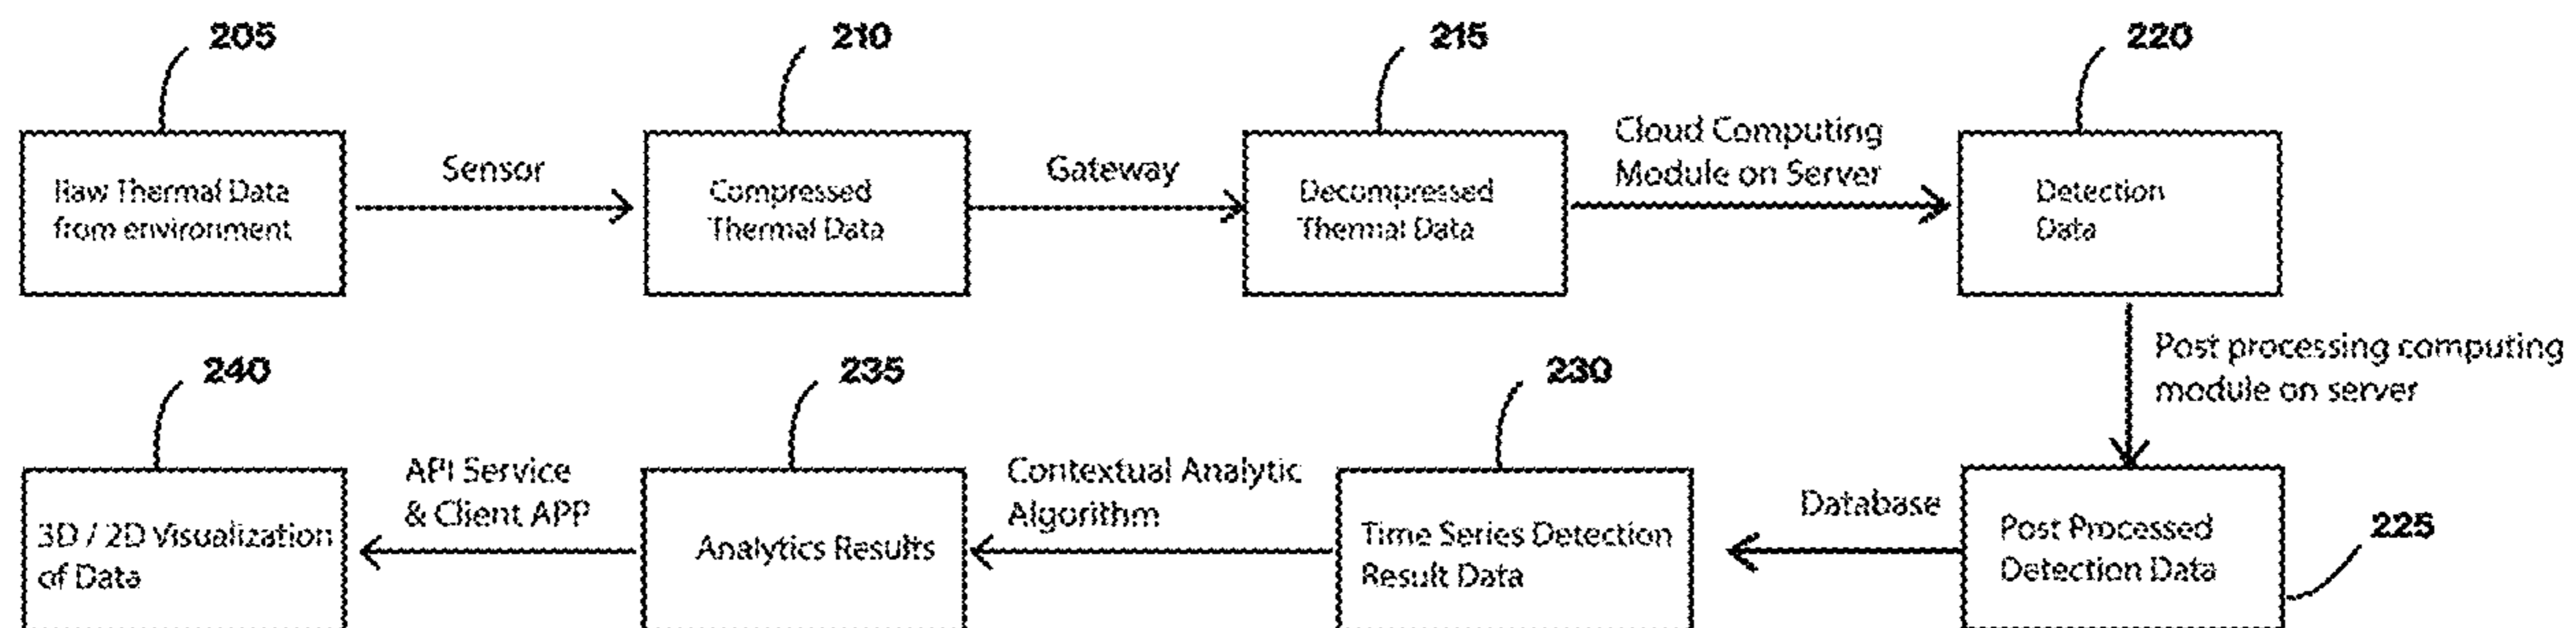 205
210
215
220
Raw Thermal Data
from environment
Sensor
Compressed
Thermal Data
Gateway
Decompressed
Thermal Data
Cloud Computing
Module on Server
Detection
Data
Post processing computing
module on server
240
235
230
225
3D / 2D Visualization
of Data
API Service
& Client APP
Analytics Results
Contextual Analytic
Algorithm
Time Series Detection
Result Data
Database
Post Processed
Detection Data